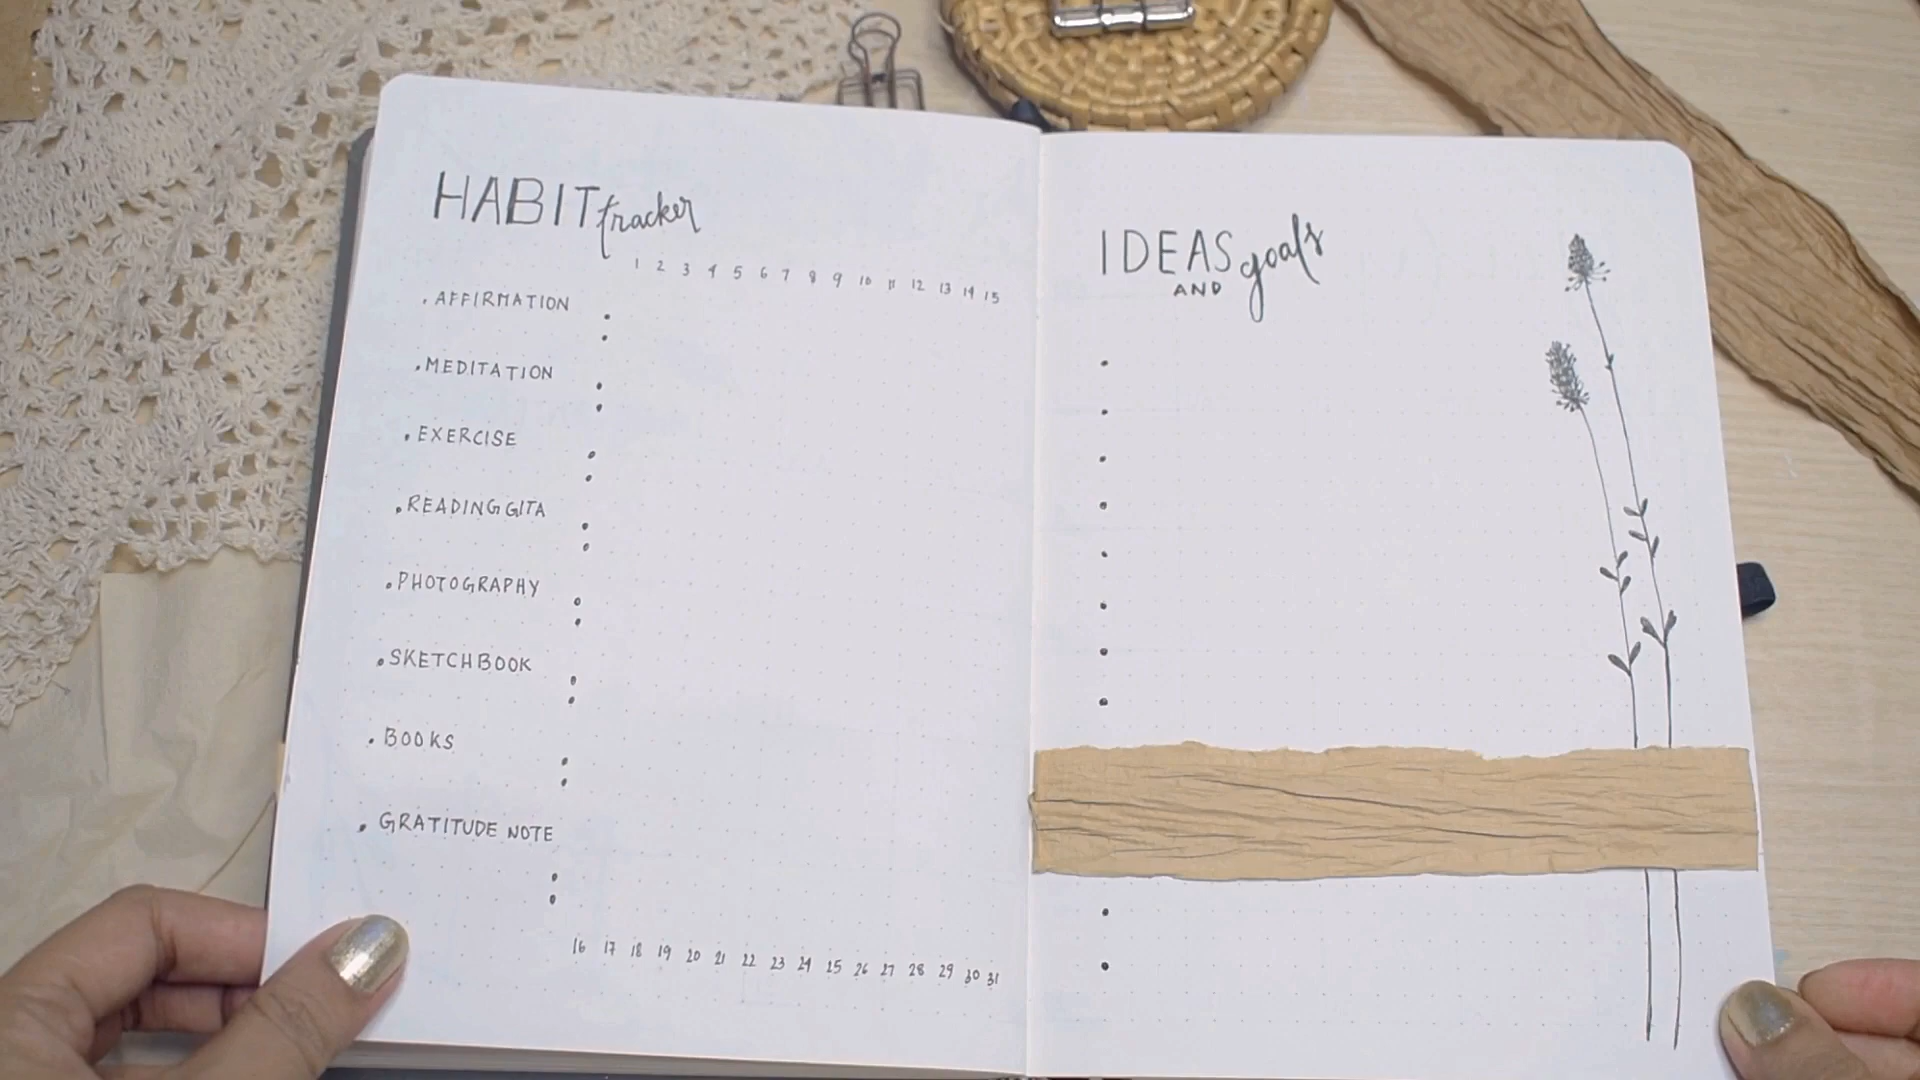 HABIT tracker
1 2 3 4 5 6 7 8 9 10 11 12 13 14 15
. AFFIRMATION
. MEDITATION
. EXERCISE
. READING GITA
. PHOTOGRAPHY
. SKETCHBOOK
. BOOKS
. GRATITUDE NOTE
16 17 18 19 20 21 22 23 24 25 26 27 28 29 30 31
IDEAS AND goals